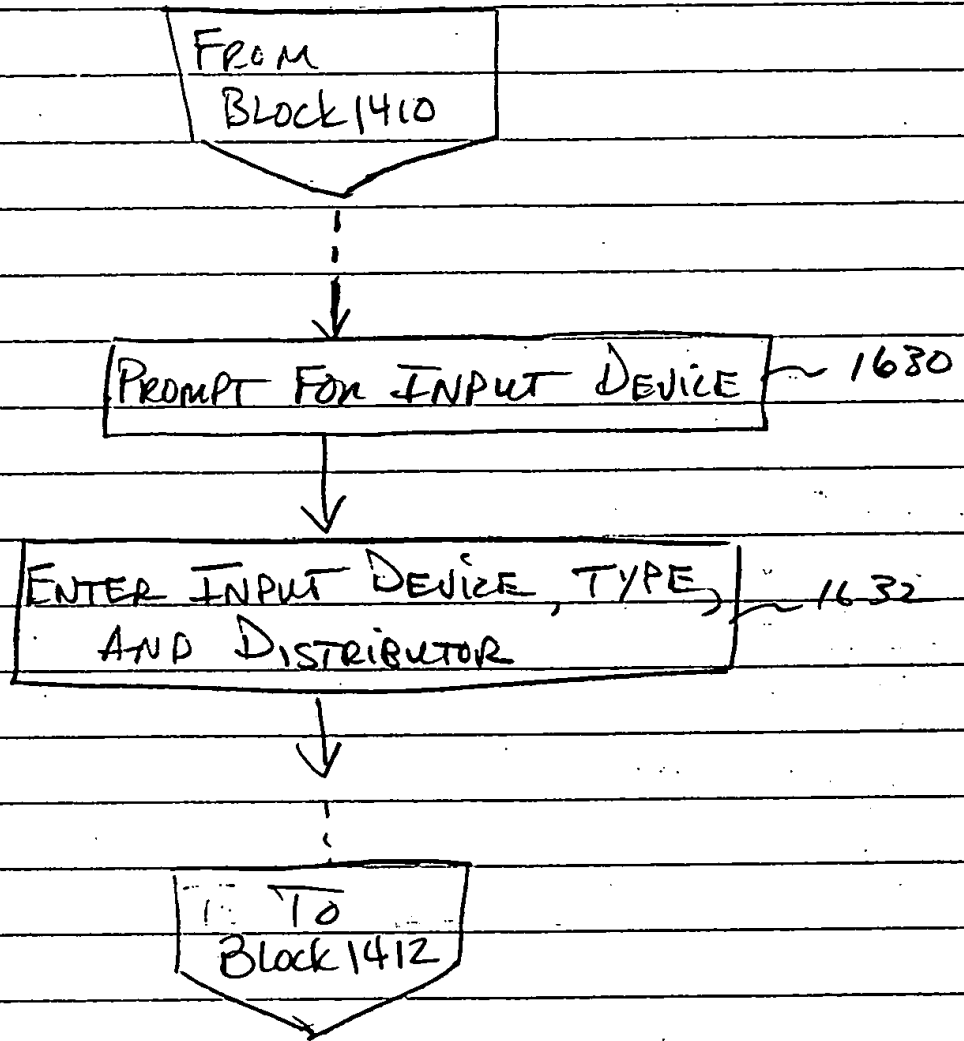 FROM
BLOCK 1410
PROMPT FOR INPUT DEVICE 1630
ENTER INPUT DEVICE, TYPE, 1632
AND DISTRIBUTOR
TO
BLOCK 1412